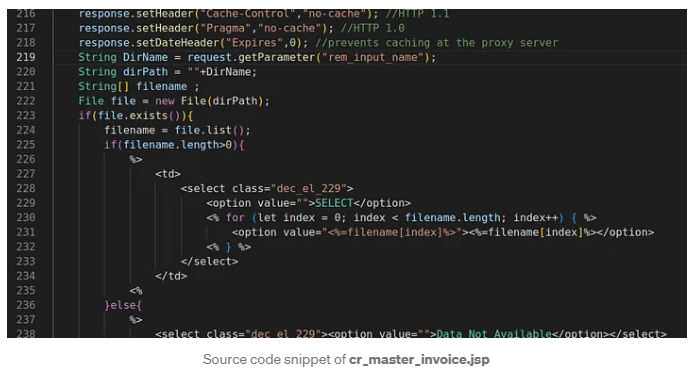 216 response.setHeader("Cache-Control","no-cache"); //HTTP 1.1
217 response.setHeader("Pragma","no-cache"); //HTTP 1.0
218 response.setDateHeader("Expires",0); //prevents caching at the proxy server
219 String DirName = request.getParameter("rem_input_name");
220 String dirPath = ""+DirName;
221 String[] filename ;
222 File file = new File(dirPath);
223 if(file.exists()){
224 filename = file.list();
225 if(filename.length>0){
226 %>
227 <td>
228 <select class="dec_el_229">
229 <option value="">SELECT</option>
230 <% for (let index = 0; index < filename.length; index++) { %>
231 <option value="<%=filename[index]%>"><%=filename[index]%></option>
232 <% } %>
233 </select>
234 </td>
235 <%
236 }else{
237 %>
238 <select class="dec_el_229"><option value="">Data Not Available</option></select>
Source code snippet of cr_master_invoice.jsp